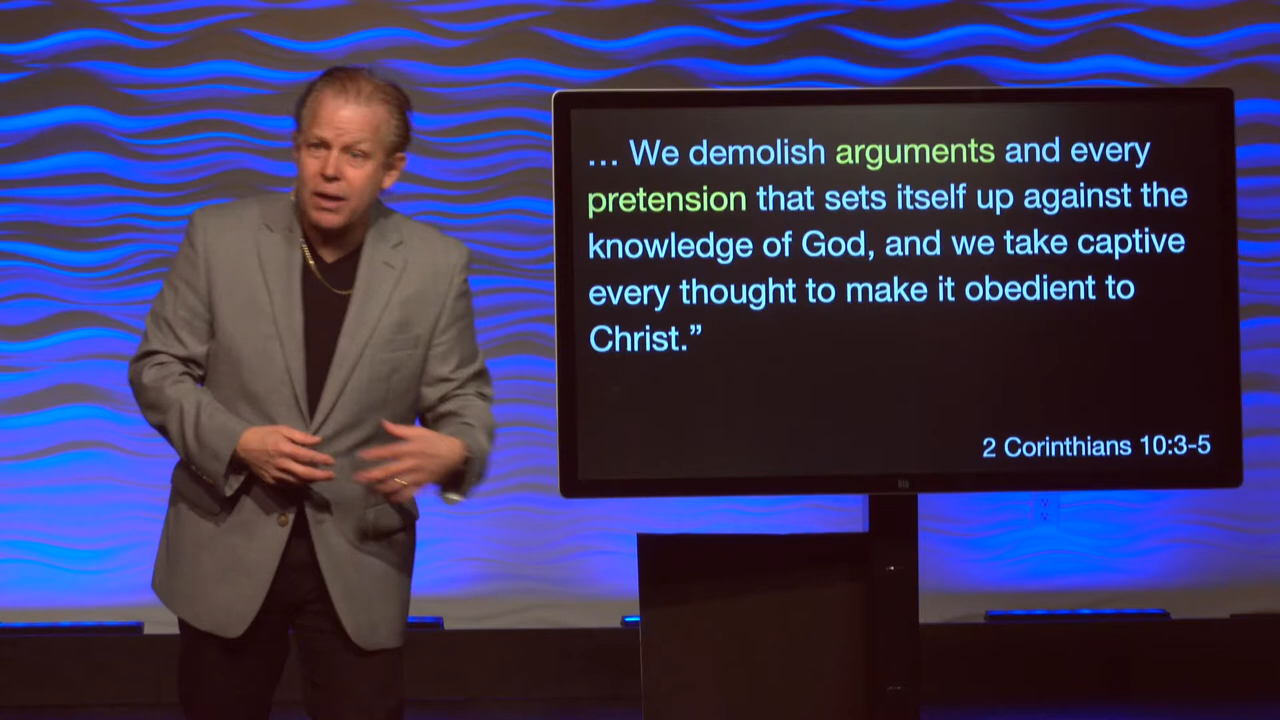 ... We demolish arguments and every
pretension that sets itself up against the
knowledge of God, and we take captive
every thought to make it obedient to
Christ.”
2 Corinthians 10:3-5